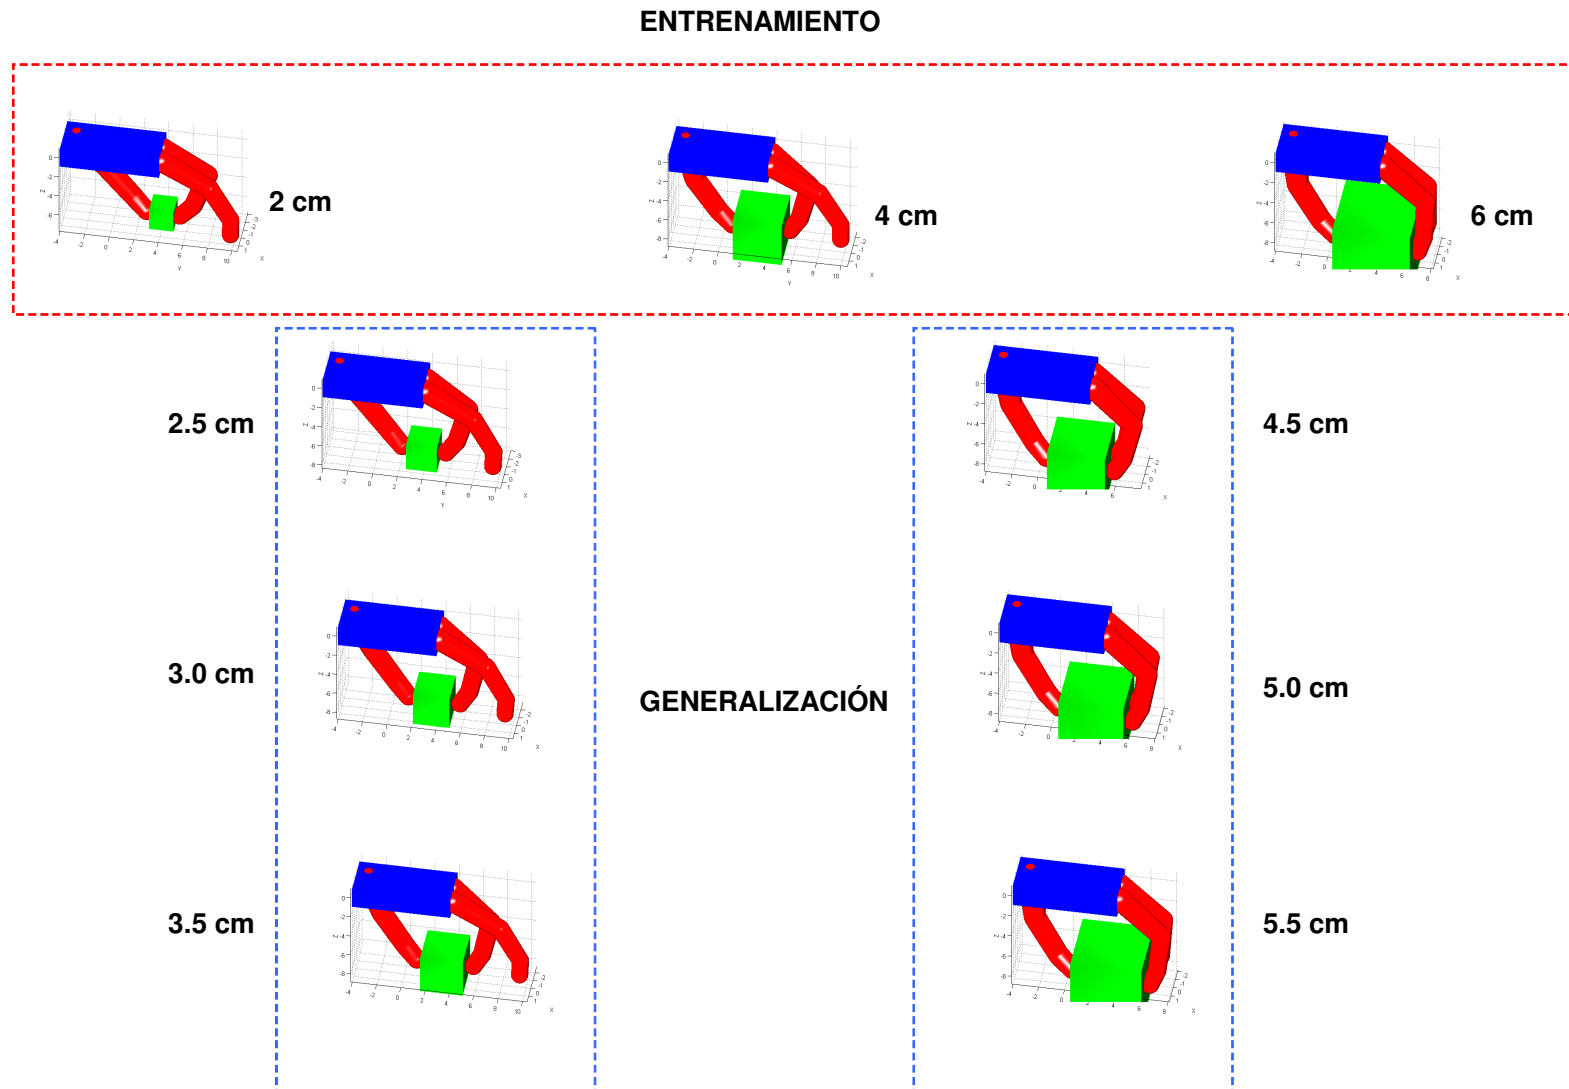 ENTRENAMIENTO
2 cm
4 cm
6 cm
2.5 cm
4.5 cm
3.0 cm
GENERALIZACIÓN
5.0 cm
3.5 cm
5.5 cm